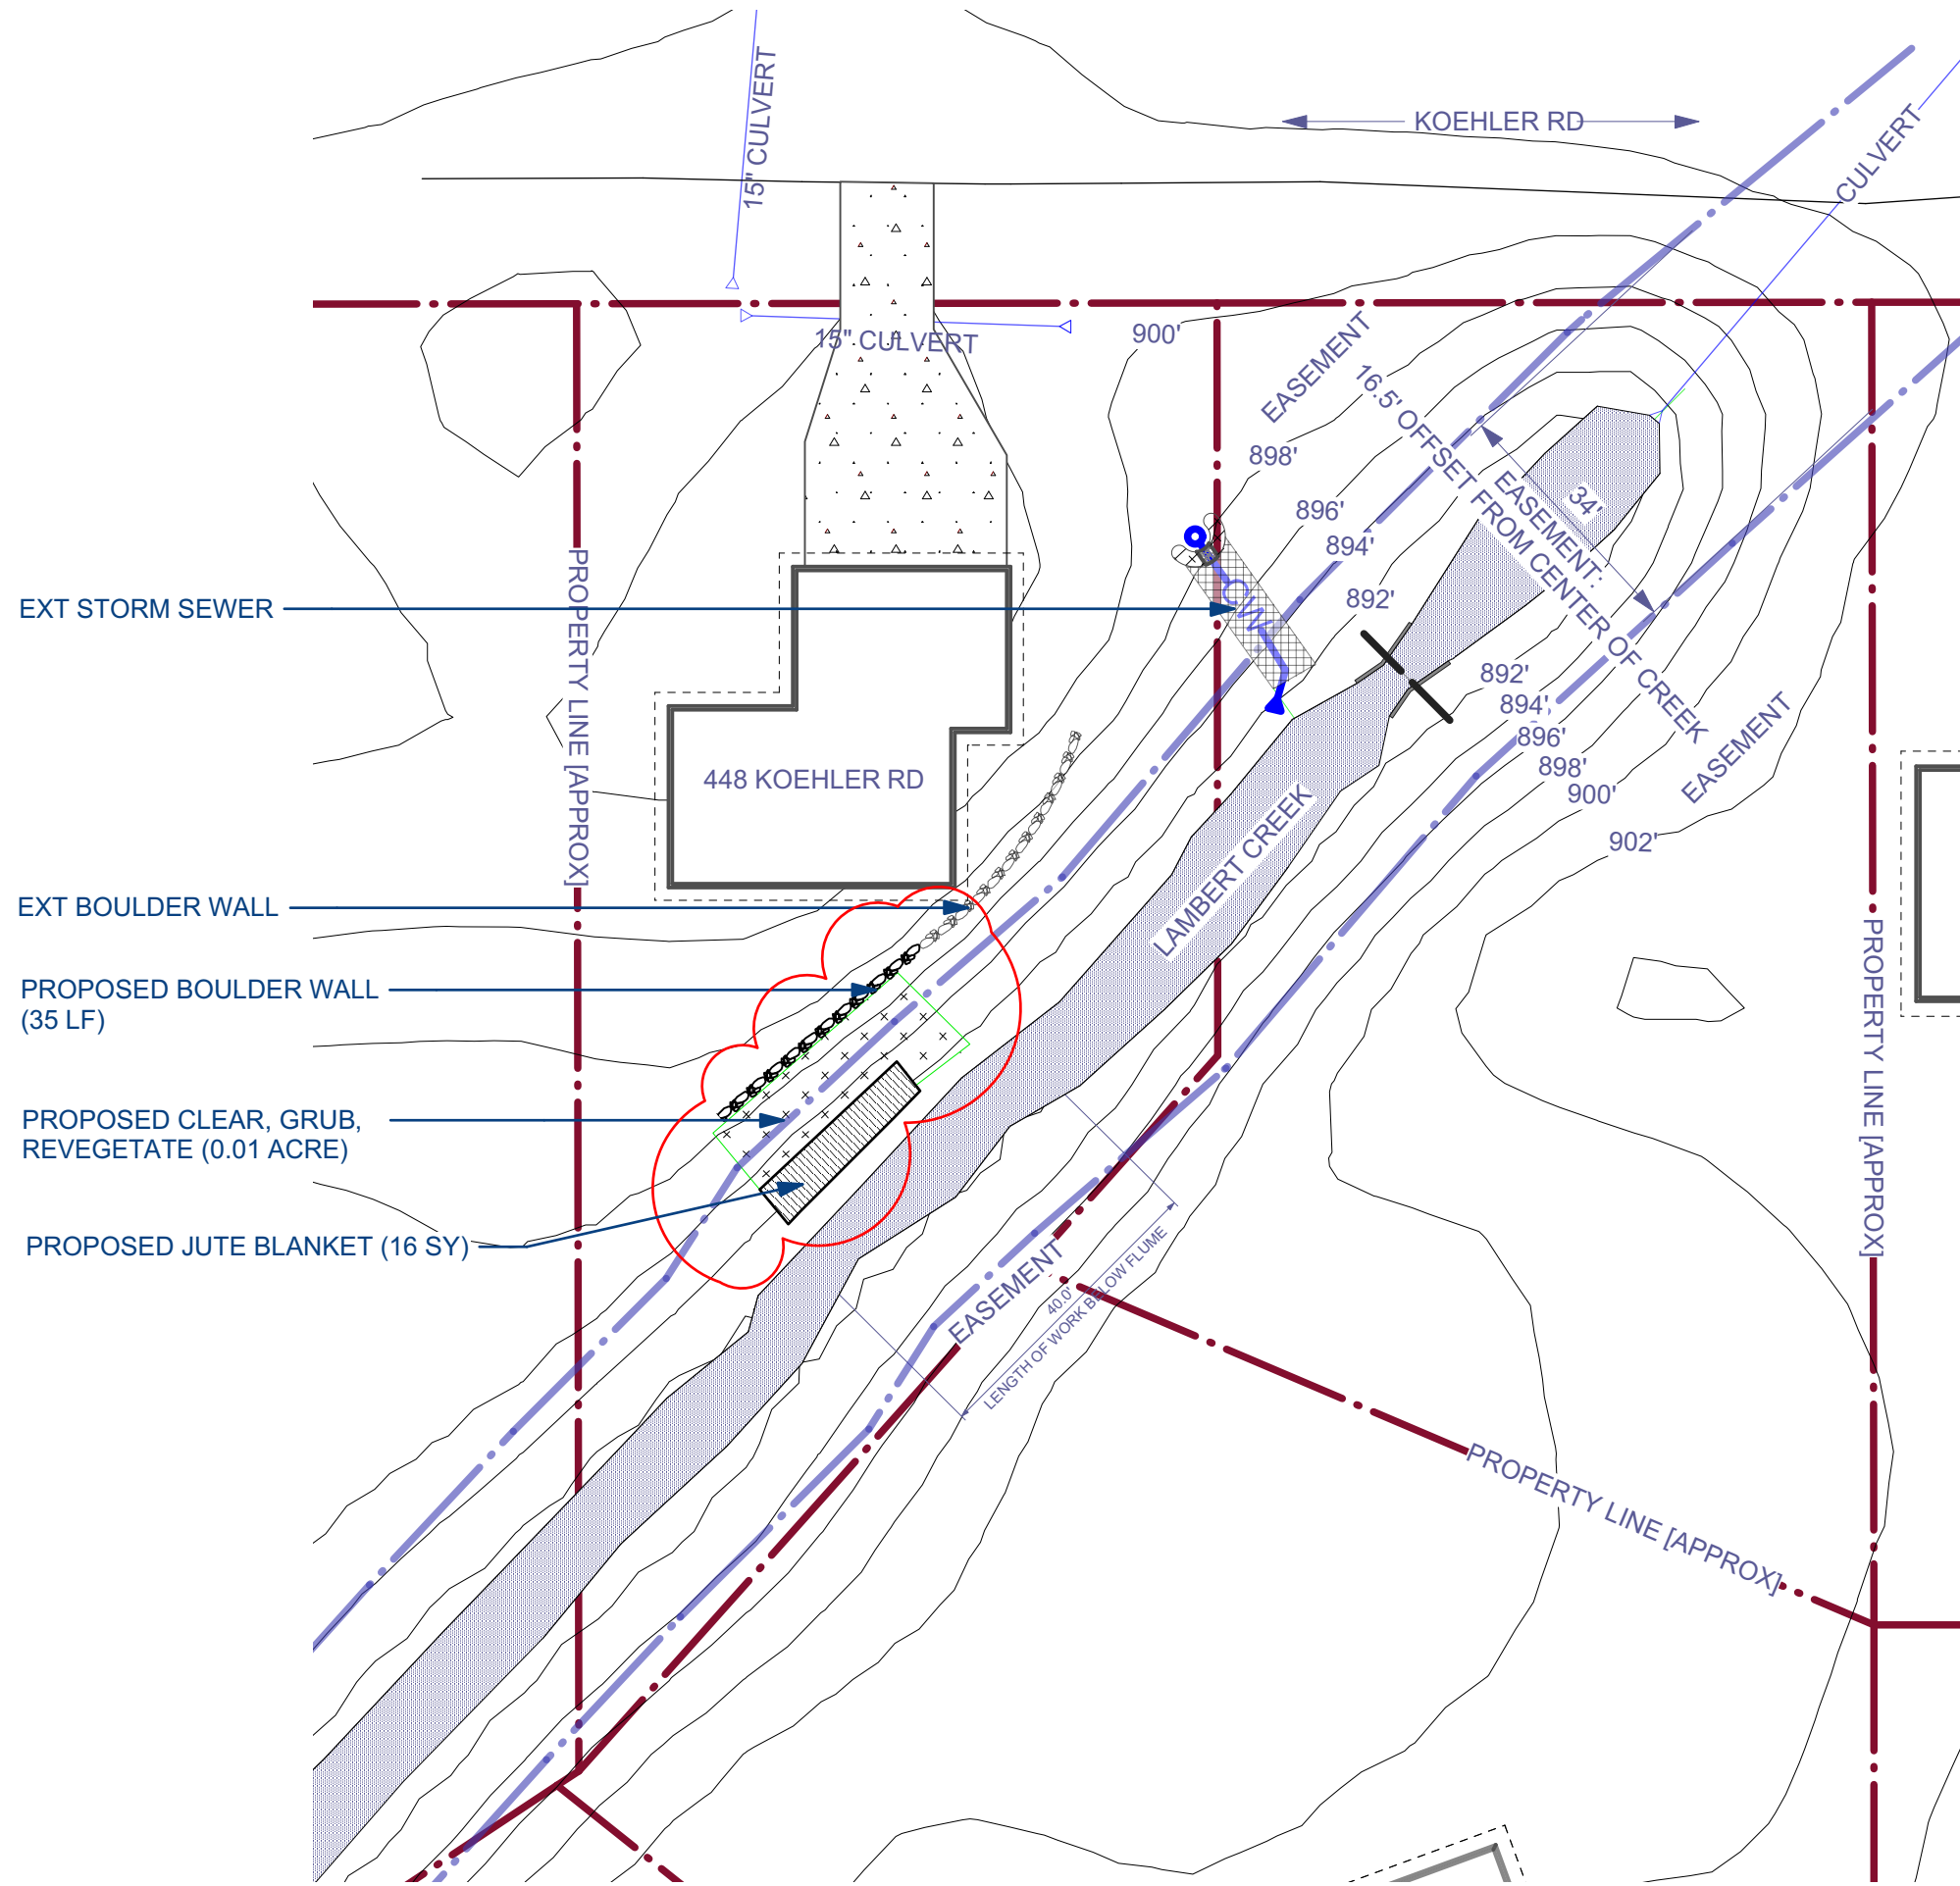 15" CULVERT
KOEHLER RD
CULVERT
15" CULVERT
900'
EASEMENT
898'
16.5' OFFSET FROM CENTER OF CREEK
EASEMENT:
34'
896'
894'
892'
CW
EXT STORM SEWER
PROPERTY LINE [APPROX]
448 KOEHLER RD
892'
894'
896'
898'
900'
902'
EASEMENT
LAMBERT CREEK
EXT BOULDER WALL
PROPOSED BOULDER WALL
(35 LF)
PROPOSED CLEAR, GRUB,
REVEGETATE (0.01 ACRE)
PROPOSED JUTE BLANKET (16 SY)
PROPERTY LINE [APPROX]
EASEMENT
40.0'
LENGTH OF WORK BELOW FLUME
PROPERTY LINE [APPROX]